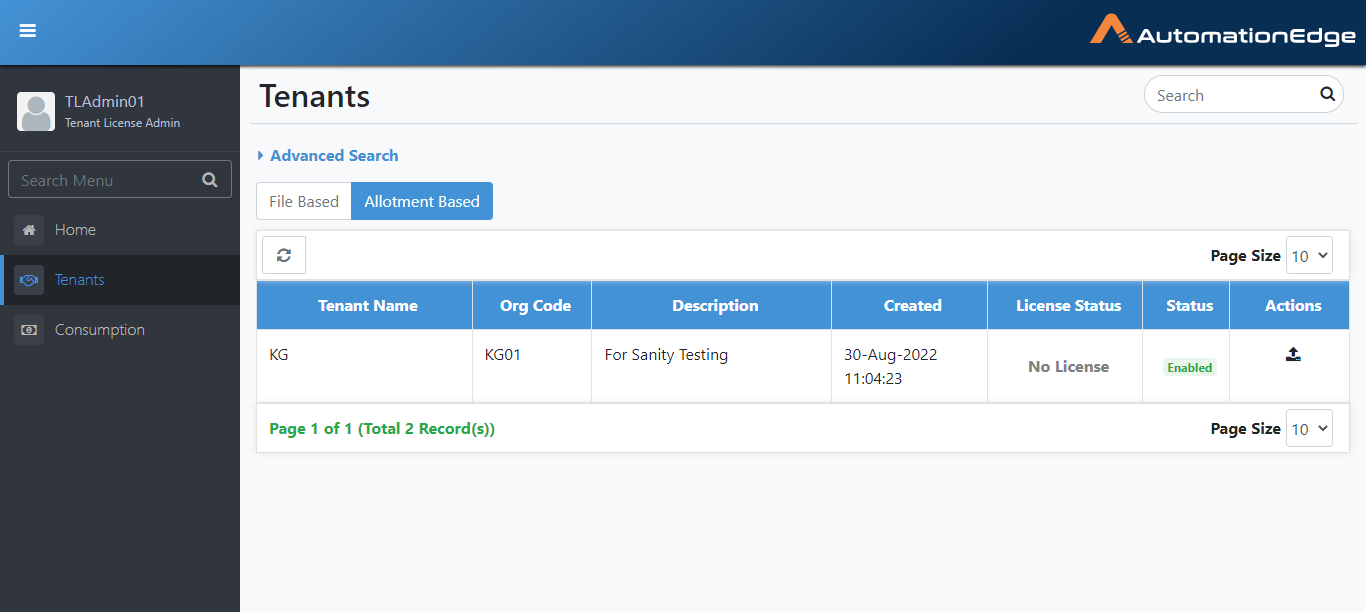 AutomationEdge
TLAdmin01
Tenant License Admin
Search Menu
Home
Tenants
Consumption
Tenants
Search
Advanced Search
File Based Allotment Based
Page Size 10
Tenant Name Org Code Description Created License Status Status Actions
KG KG01 For Sanity Testing 30-Aug-2022 No License Enabled
11:04:23
Page 1 of 1 (Total 2 Record(s)) Page Size 10